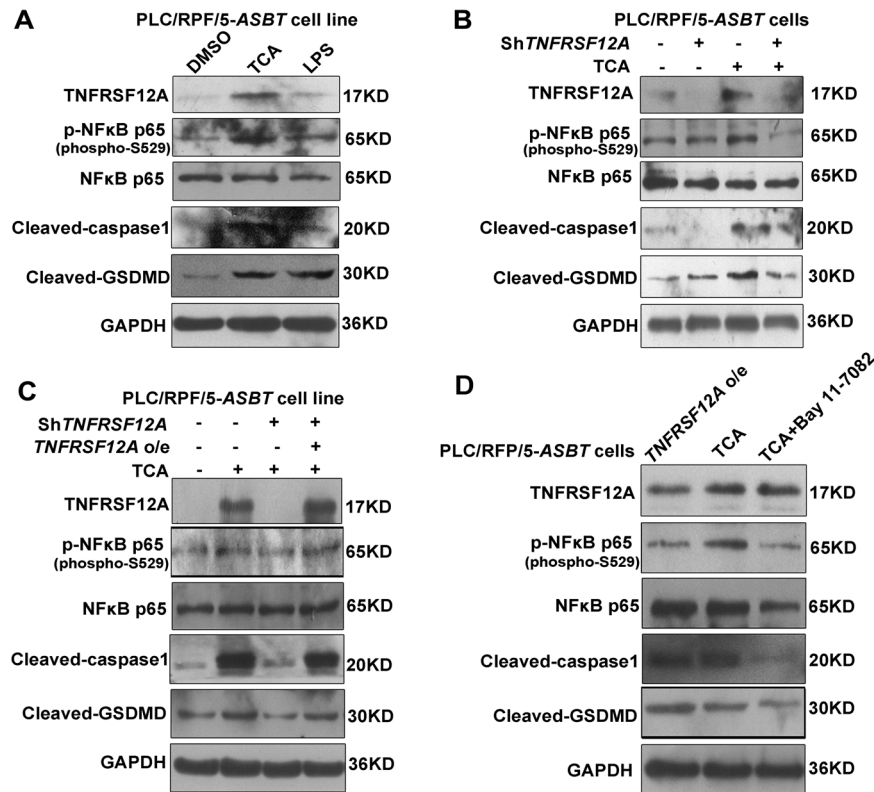 A
PLC/RPF/5-ASBT cell line
DMSO TCA LPS
TNFRSF12A 17KD
p-NFκB p65 65KD
(phospho-S529)
NFκB p65 65KD
Cleaved-caspase1 20KD
Cleaved-GSDMD 30KD
GAPDH 36KD
B
PLC/RPF/5-ASBT cells
ShTNFRSF12A - + - +
TCA - - + +
TNFRSF12A 17KD
p-NFκB p65 65KD
(phospho-S529)
NFκB p65 65KD
Cleaved-caspase1 20KD
Cleaved-GSDMD 30KD
GAPDH 36KD
C
PLC/RPF/5-ASBT cell line
ShTNFRSF12A - - + +
TNFRSF12A o/e - - - +
TCA - + + +
TNFRSF12A 17KD
p-NFκB p65 65KD
(phospho-S529)
NFκB p65 65KD
Cleaved-caspase1 20KD
Cleaved-GSDMD 30KD
GAPDH 36KD
D
PLC/RFP/5-ASBT cells TNFRSF12A o/e TCA TCA+Bay 11-7082
TNFRSF12A 17KD
p-NFκB p65 65KD
(phospho-S529)
NFκB p65 65KD
Cleaved-caspase1 20KD
Cleaved-GSDMD 30KD
GAPDH 36KD